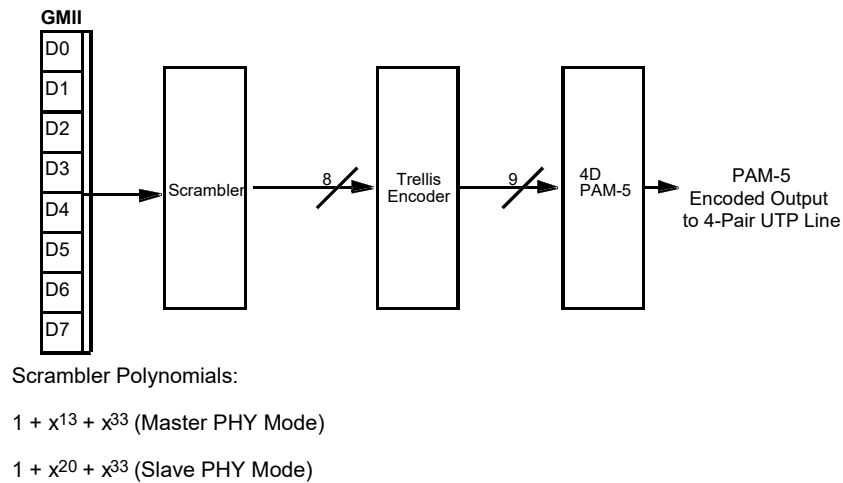 GMII
D0
D1
D2
D3
D4
D5
D6
D7
Scrambler
8
Trellis
Encoder
9
4D
PAM-5
PAM-5
Encoded Output
to 4-Pair UTP Line
Scrambler Polynomials:
1 + x13 + x33 (Master PHY Mode)
1 + x20 + x33 (Slave PHY Mode)